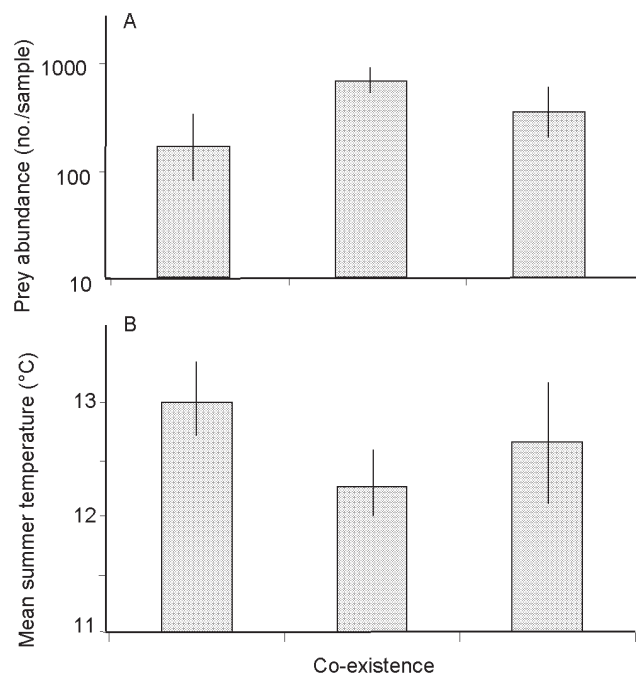 A
Prey abundance (no./sample)
1000
100
10
B
Mean summer temperature (°C)
13
12
11
Co-existence